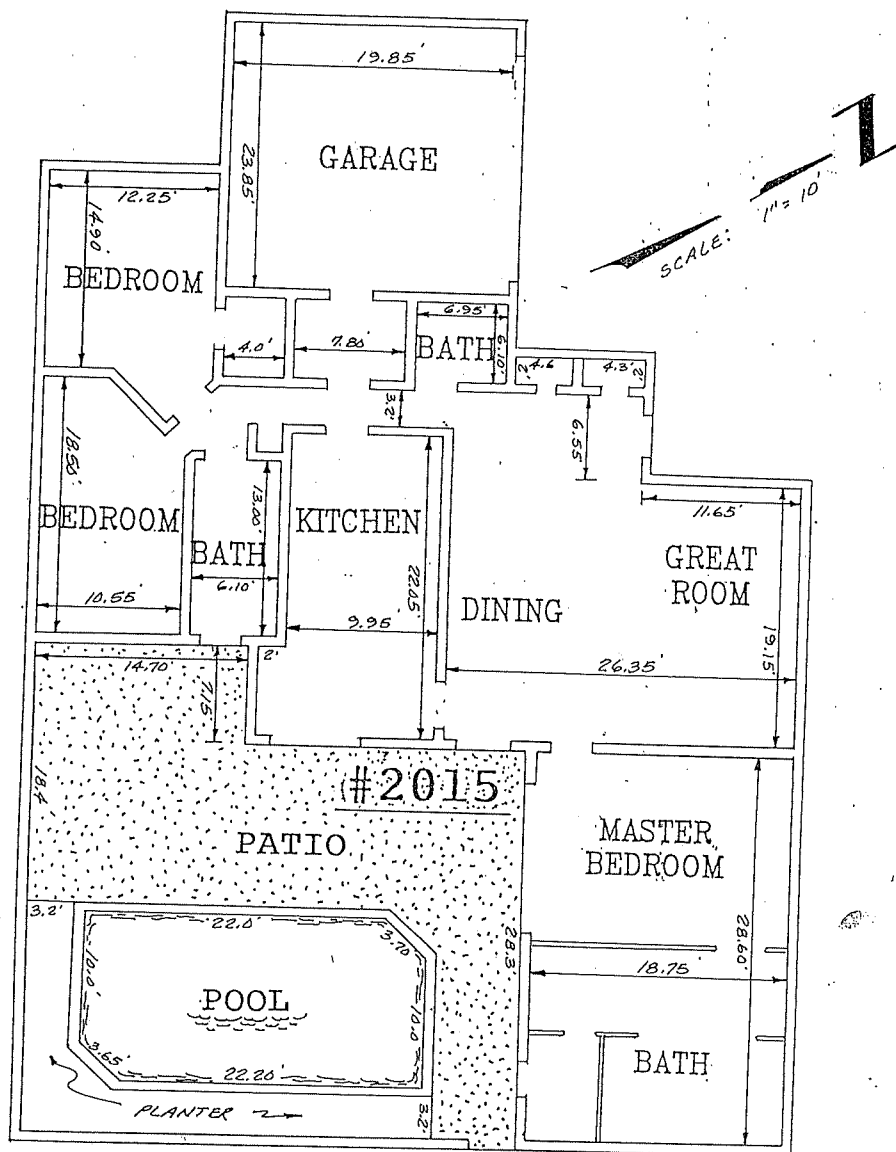 19.85'
23.85'
GARAGE
SCALE: 1" = 10'
12.25'
14.90'
BEDROOM
4.0'
7.80'
6.95'
6.10'
BATH
2'
4.6
4.3'
2'
3.2'
6.55'
18.50'
BEDROOM
10.55'
13.00'
BATH
6.10'
KITCHEN
22.05'
9.95
DINING
11.65'
GREAT
ROOM
19.15'
26.35'
14.70'
7.15'
2'
18.4'
#2015
PATIO
MASTER
BEDROOM
28.60'
28.3'
18.75
BATH
3.2'
22.0'
3.70
10.0'
POOL
10.0
3.65'
22.20'
PLANTER
3.2'